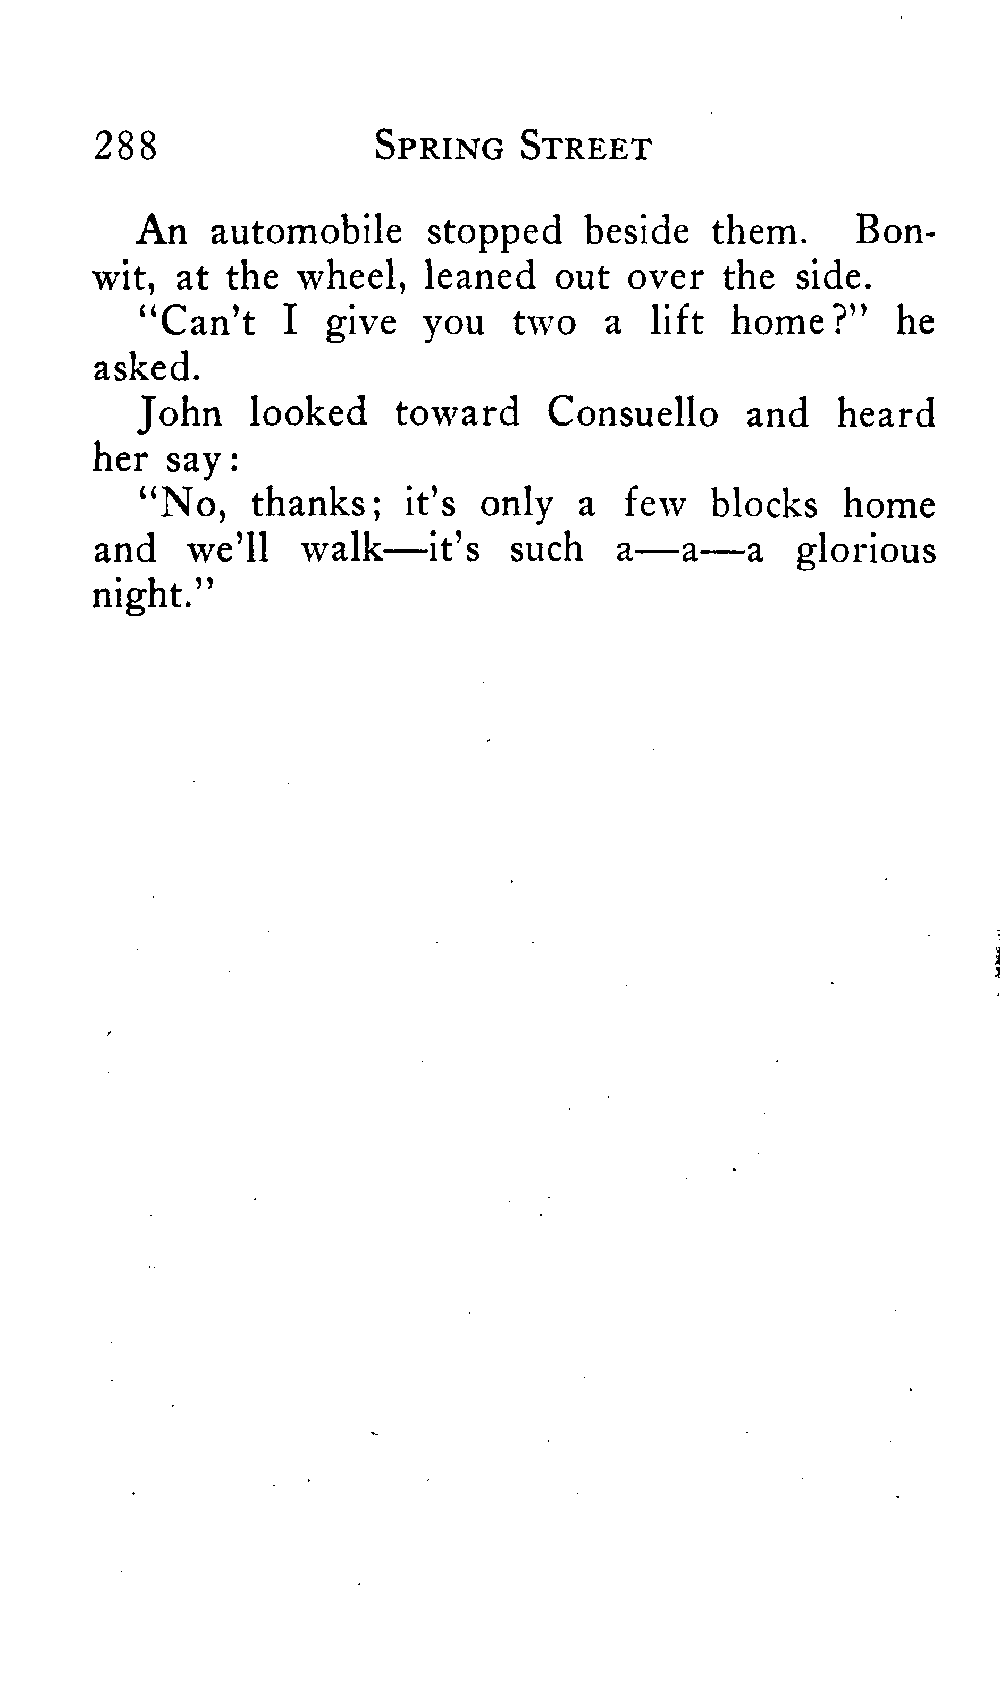 288 SPRING STREET
An automobile stopped beside them. Bon-
wit, at the wheel, leaned out over the side.
"Can't I give you two a lift home?" he
asked.
John looked toward Consuello and heard
her say:
"No, thanks; it's only a few blocks home
and we'll walk—it's such a—a—a glorious
night."